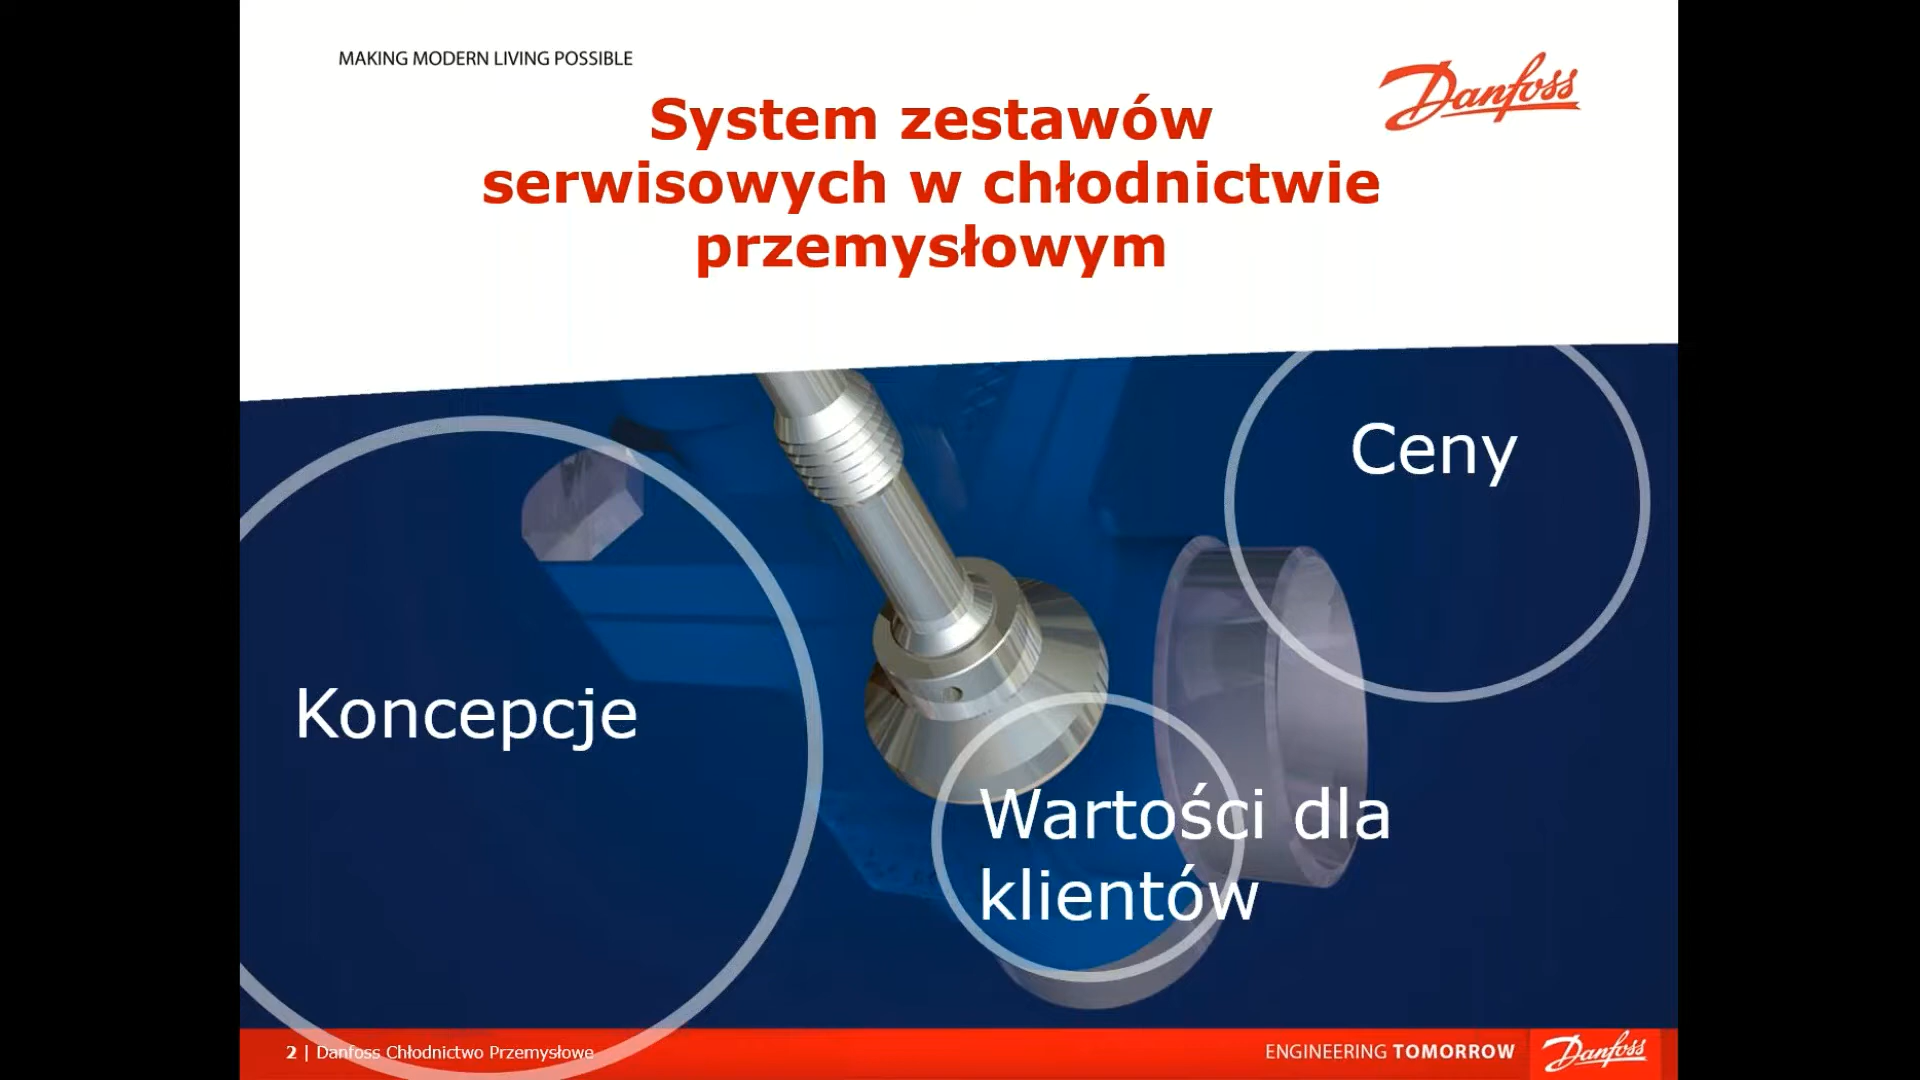 MAKING MODERN LIVING POSSIBLE
Danfoss
System zestawów
serwisowych w chłodnictwie
przemysłowym
Ceny
Koncepcje
Wartości dla
klientów
2 | Danfoss Chłodnictwo Przemysłowe
ENGINEERING TOMORROW
Danfoss